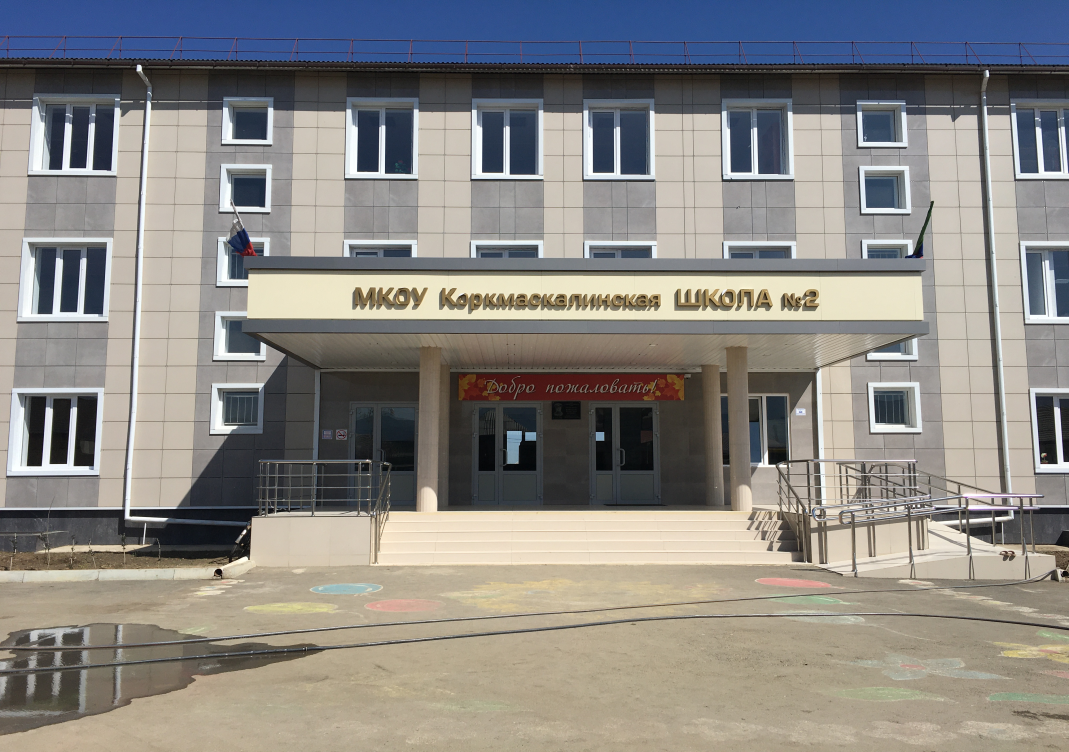 МКОУ Коркмаскалинская ШКОЛА №2
Добро пожаловать!